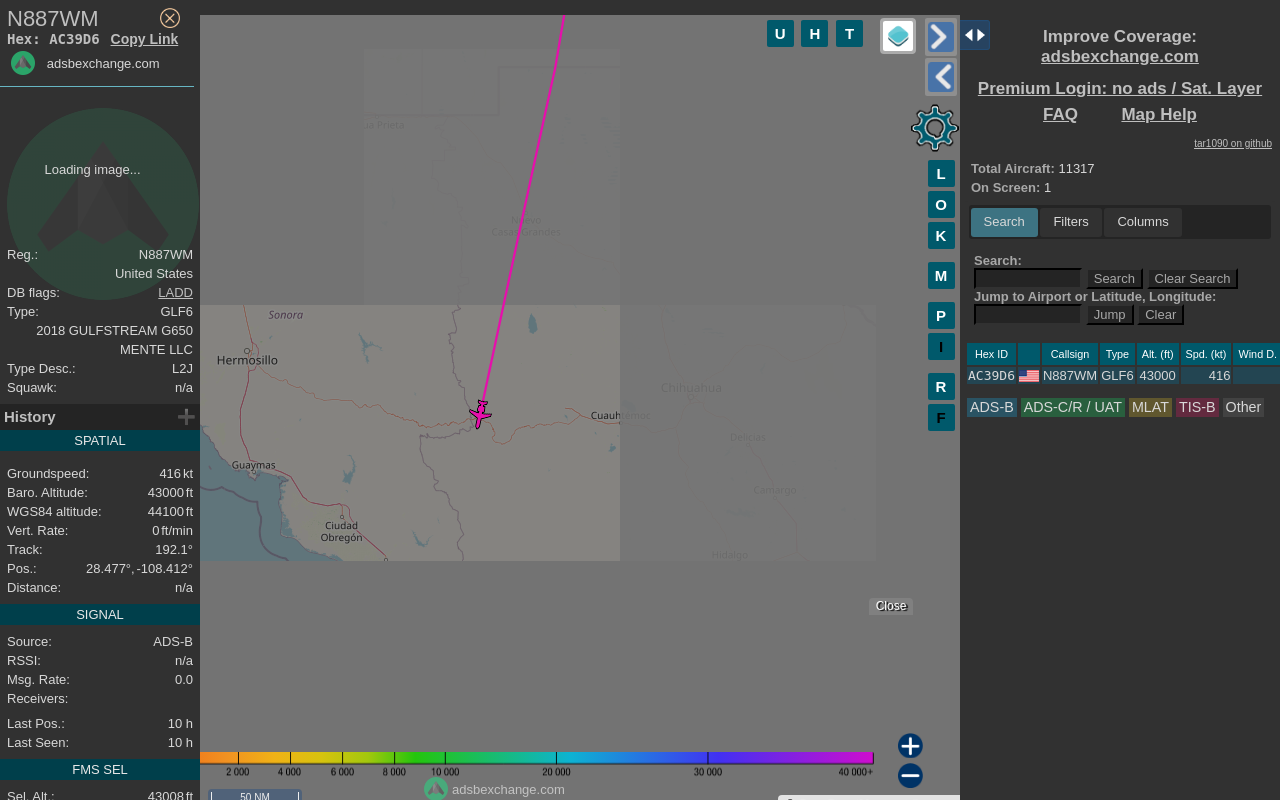 N887WM
Hex: AC39D6 Copy Link
adsbexchange.com
Loading image...
Reg.: N887WM
United States
DB flags: LADD
Type: GLF6
2018 GULFSTREAM G650
MENTE LLC
Type Desc.: L2J
Squawk: n/a
History
SPATIAL
Groundspeed: 416 kt
Baro. Altitude: 43000 ft
WGS84 altitude: 44100 ft
Vert. Rate: 0 ft/min
Track: 192.1°
Pos.: 28.477°, -108.412°
Distance: n/a
SIGNAL
Source: ADS-B
RSSI: n/a
Msg. Rate: 0.0
Receivers:
Last Pos.: 10 h
Last Seen: 10 h
FMS SEL
Sel. Alt.: 43008 ft
U H T
L
O
K
M
P
I
R
F
Nuevo
Casas Grandes
Sonora
Hermosillo
Chihuahua
Cuauhtémoc
Delicias
Guaymas
Camargo
Ciudad
Obregón
Hidalgo
Close
2 000 4 000 6 000 8 000 10 000 20 000 30 000 40 000+
adsbexchange.com
50 NM
Improve Coverage:
adsbexchange.com
Premium Login: no ads / Sat. Layer
FAQ Map Help
tar1090 on github
Total Aircraft: 11317
On Screen: 1
Search Filters Columns
Search:
Search Clear Search
Jump to Airport or Latitude, Longitude:
Jump Clear
Hex ID Callsign Type Alt. (ft) Spd. (kt) Wind D.
AC39D6 N887WM GLF6 43000 416
ADS-B ADS-C/R / UAT MLAT TIS-B Other